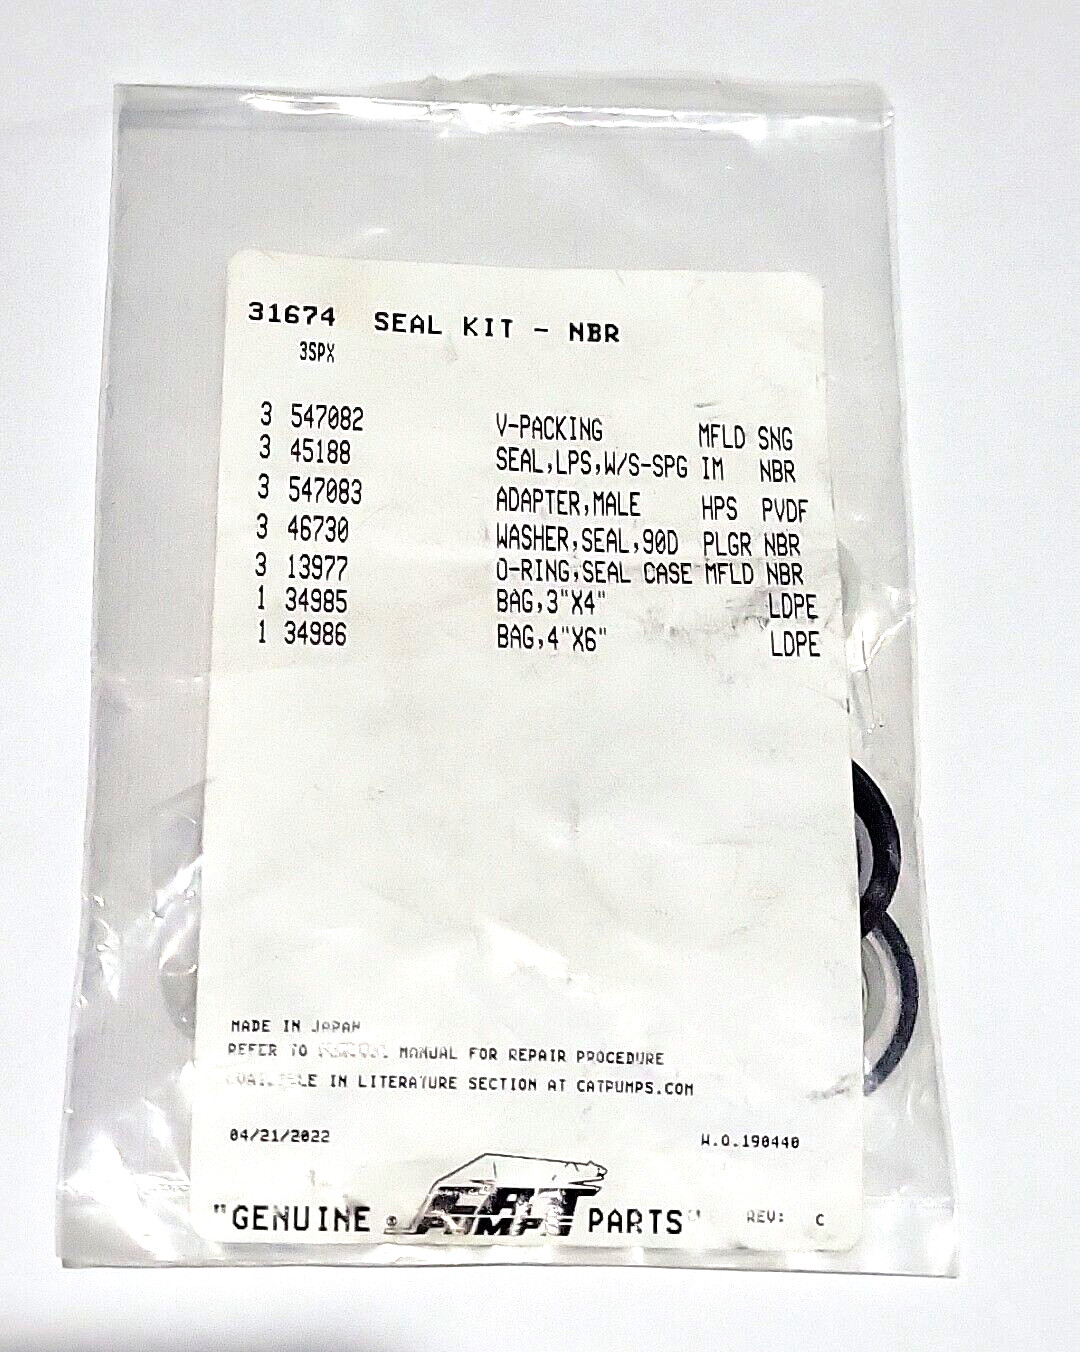 31674 SEAL KIT - NBR
3SPX
3 547082 V-PACKING MFLD SNG
3 45188 SEAL,LPS,W/S-SPG IM NBR
3 547083 ADAPTER,MALE HPS PVDF
3 46730 WASHER,SEAL,90D PLGR NBR
3 13977 O-RING,SEAL CASE MFLD NBR
1 34985 BAG,3"X4" LDPE
1 34986 BAG,4"X6" LDPE
MADE IN JAPAN
REFER TO MANUAL FOR REPAIR PROCEDURE
IN LITERATURE SECTION AT CATPUMPS.COM
04/21/2022 W.O.190440
"GENUINE CAT PUMPS PARTS" REV: C